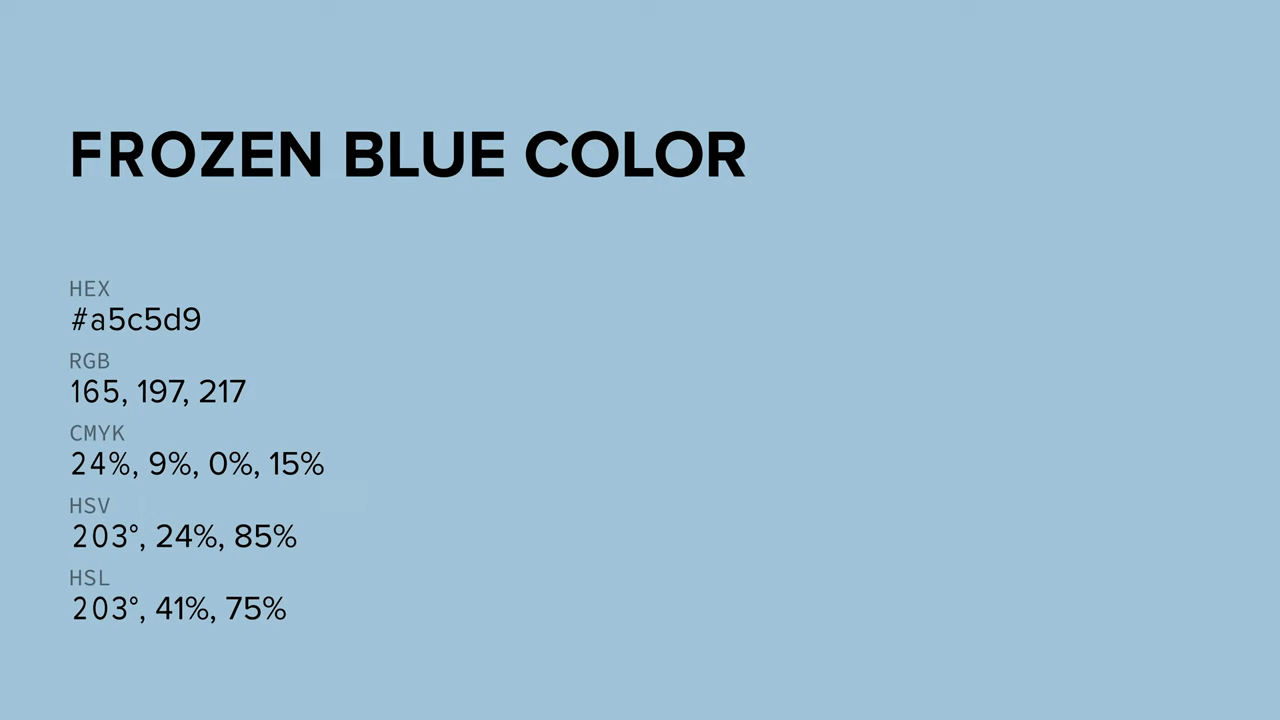 FROZEN BLUE COLOR
HEX
#a5c5d9
RGB
165, 197, 217
CMYK
24%, 9%, 0%, 15%
HSV
203°, 24%, 85%
HSL
203°, 41%, 75%